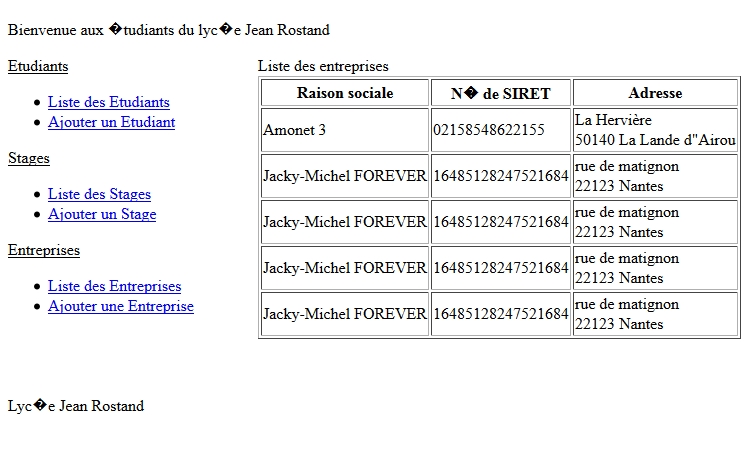 Bienvenue aux �tudiants du lyc�e Jean Rostand
Etudiants
Liste des Etudiants
Ajouter un Etudiant
Stages
Liste des Stages
Ajouter un Stage
Entreprises
Liste des Entreprises
Ajouter une Entreprise
Liste des entreprises
Raison sociale N� de SIRET Adresse
Amonet 3 02158548622155 La Hervière
50140 La Lande d"Airou
Jacky-Michel FOREVER 16485128247521684 rue de matignon
22123 Nantes
Jacky-Michel FOREVER 16485128247521684 rue de matignon
22123 Nantes
Jacky-Michel FOREVER 16485128247521684 rue de matignon
22123 Nantes
Jacky-Michel FOREVER 16485128247521684 rue de matignon
22123 Nantes
Lyc�e Jean Rostand